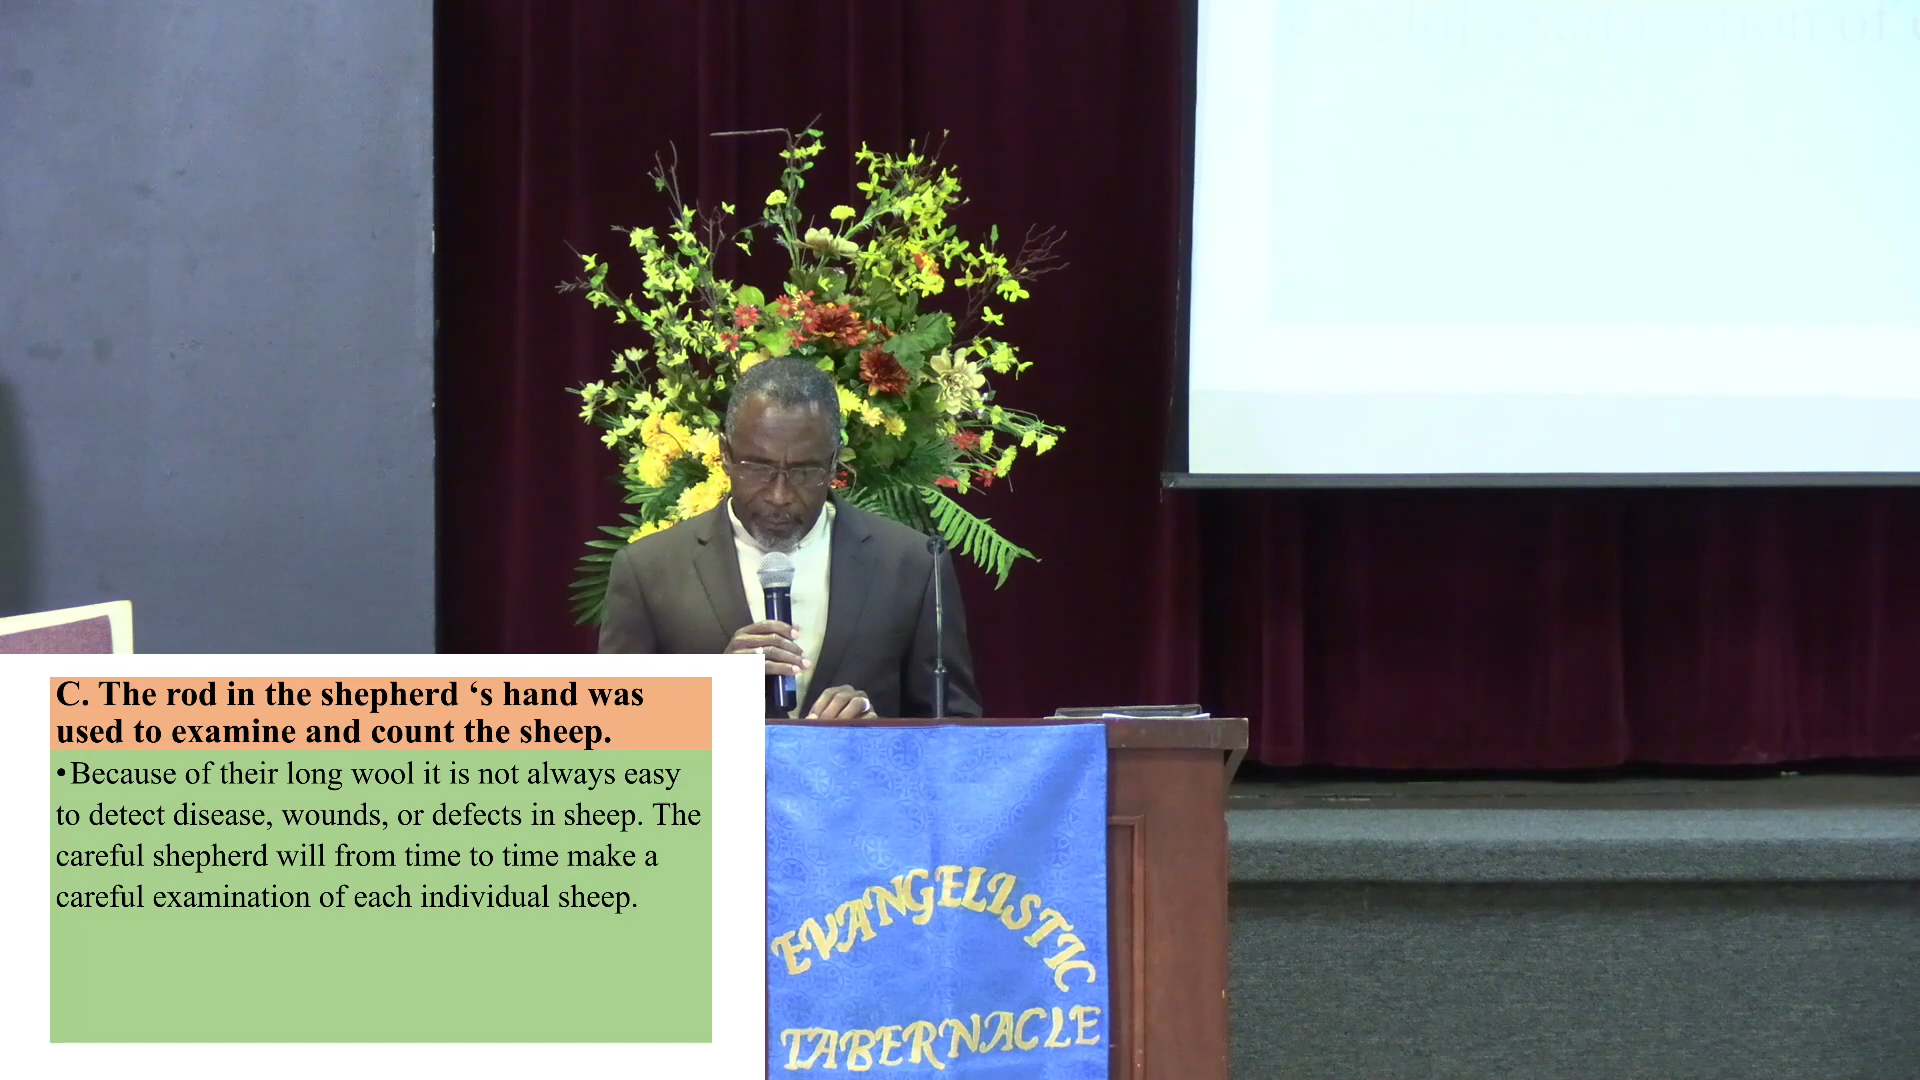 C. The rod in the shepherd ‘s hand was
used to examine and count the sheep.
•Because of their long wool it is not always easy
to detect disease, wounds, or defects in sheep. The
careful shepherd will from time to time make a
careful examination of each individual sheep.
EVANGELISTIC
TABERNACLE